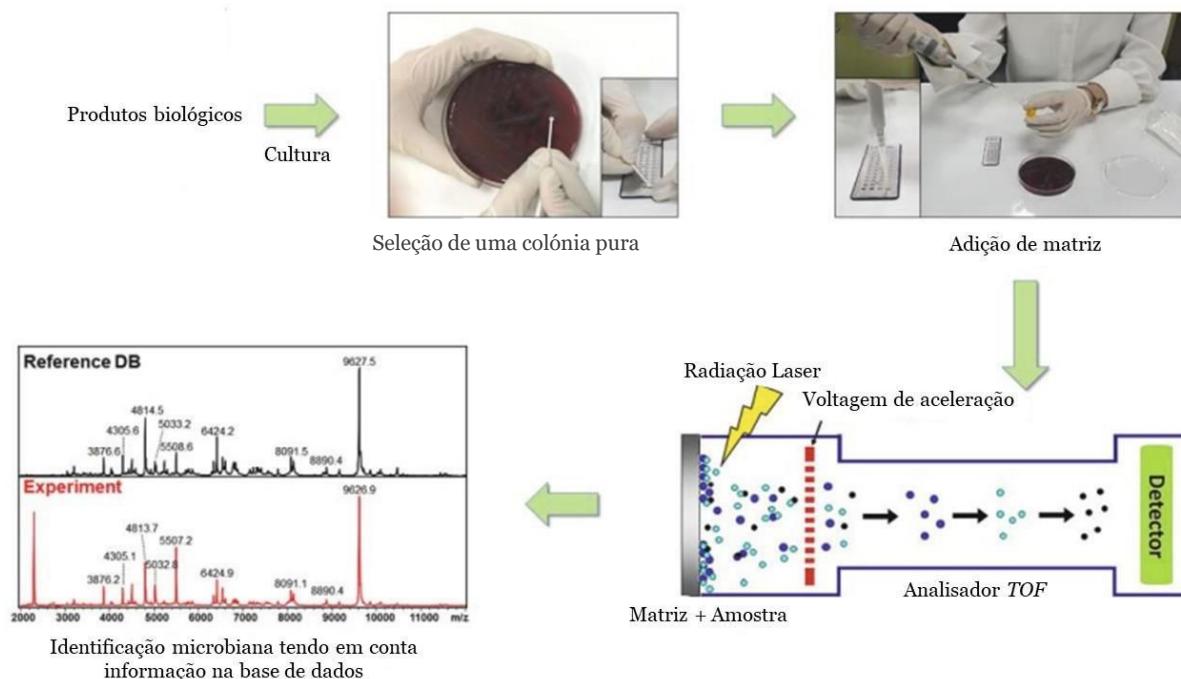 Produtos biológicos
Cultura
Seleção de uma colónia pura
Adição de matriz
Radiação Laser
Voltagem de aceleração
Detector
Analisador TOF
Matriz + Amostra
Reference DB
9627.5
4814.5
4305.6
5033.2
6424.2
3876.6
5508.6
8091.5
8890.4
Experiment
9626.9
4813.7
5507.2
4305.1
5032.8
3876.2
6424.9
8091.1
8890.4
2000 3000 4000 5000 6000 7000 8000 9000 10000 11000 m/z
Identificação microbiana tendo em conta
informação na base de dados